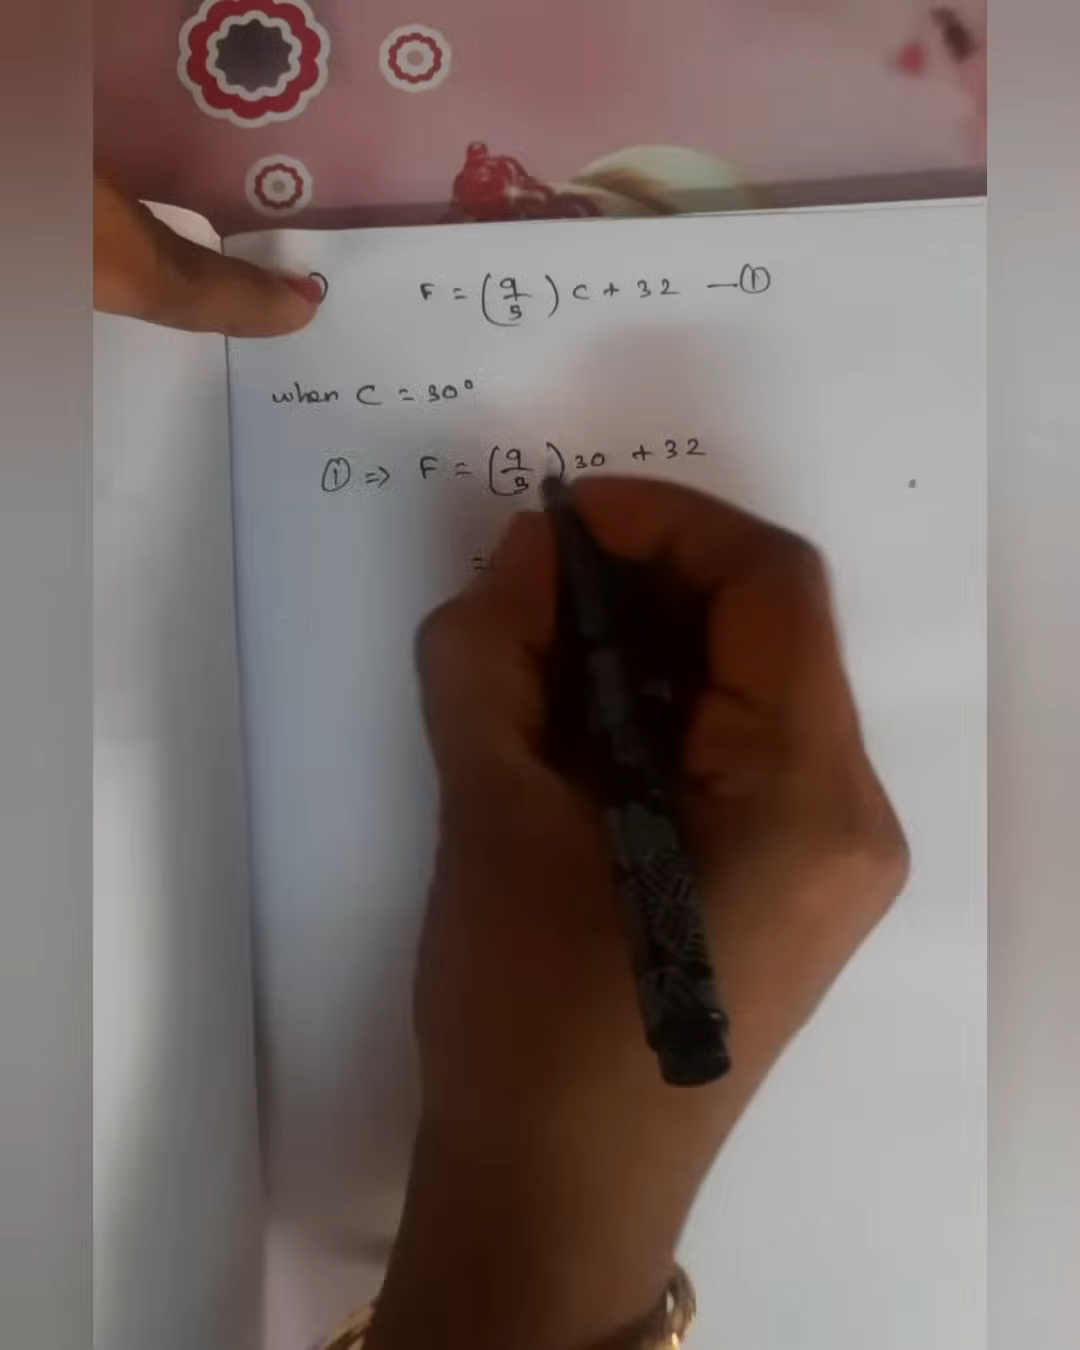 F = (9/5) C + 32 — ①
when C = 30°
① ⇒ F = (9/5) 30 + 32
=